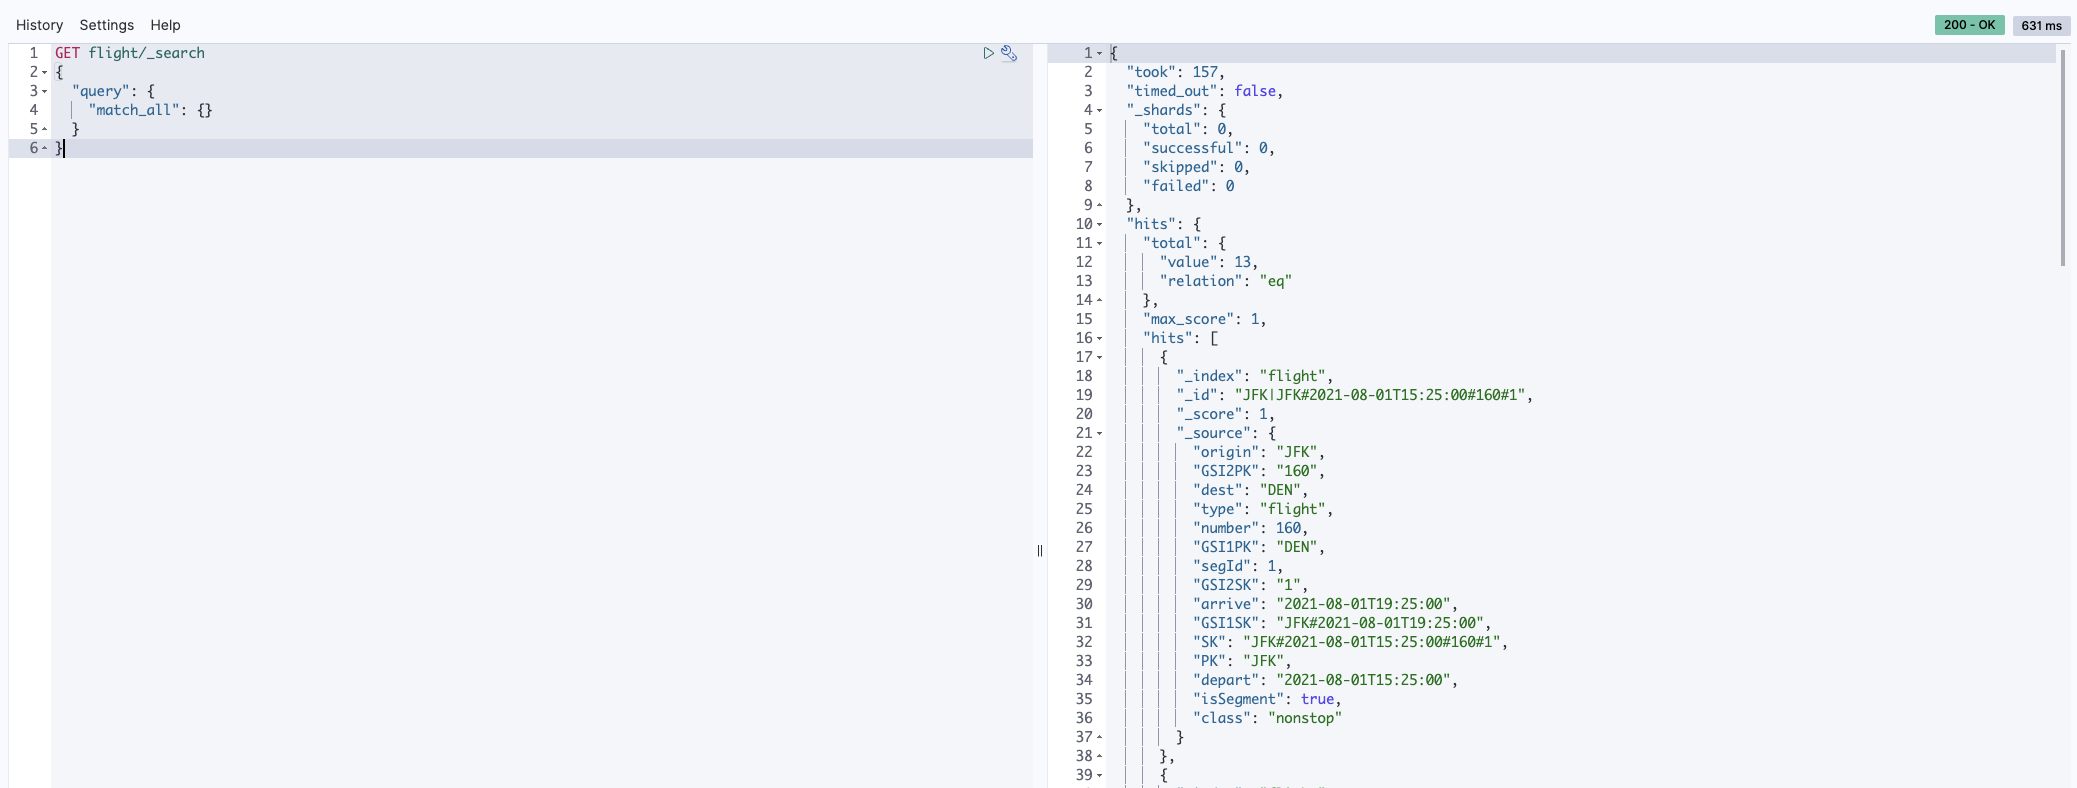 History Settings Help
200 - OK 631 ms
1 GET flight/_search
2 {
3 "query": {
4 "match_all": {}
5 }
6 }
1 {
2 "took": 157,
3 "timed_out": false,
4 "_shards": {
5 "total": 0,
6 "successful": 0,
7 "skipped": 0,
8 "failed": 0
9 },
10 "hits": {
11 "total": {
12 "value": 13,
13 "relation": "eq"
14 },
15 "max_score": 1,
16 "hits": [
17 {
18 "_index": "flight",
19 "_id": "JFK|JFK#2021-08-01T15:25:00#160#1",
20 "_score": 1,
21 "_source": {
22 "origin": "JFK",
23 "GSI2PK": "160",
24 "dest": "DEN",
25 "type": "flight",
26 "number": 160,
27 "GSI1PK": "DEN",
28 "segId": 1,
29 "GSI2SK": "1",
30 "arrive": "2021-08-01T19:25:00",
31 "GSI1SK": "JFK#2021-08-01T19:25:00",
32 "SK": "JFK#2021-08-01T15:25:00#160#1",
33 "PK": "JFK",
34 "depart": "2021-08-01T15:25:00",
35 "isSegment": true,
36 "class": "nonstop"
37 }
38 },
39 {